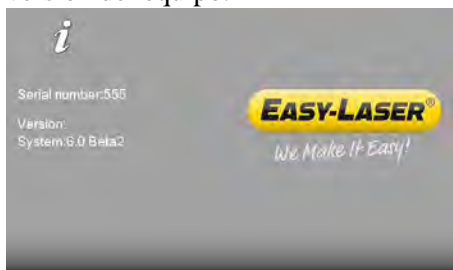 Serial number:555
Version:
System:6.0 Beta2
EASY-LASER®
We Make It Easy!